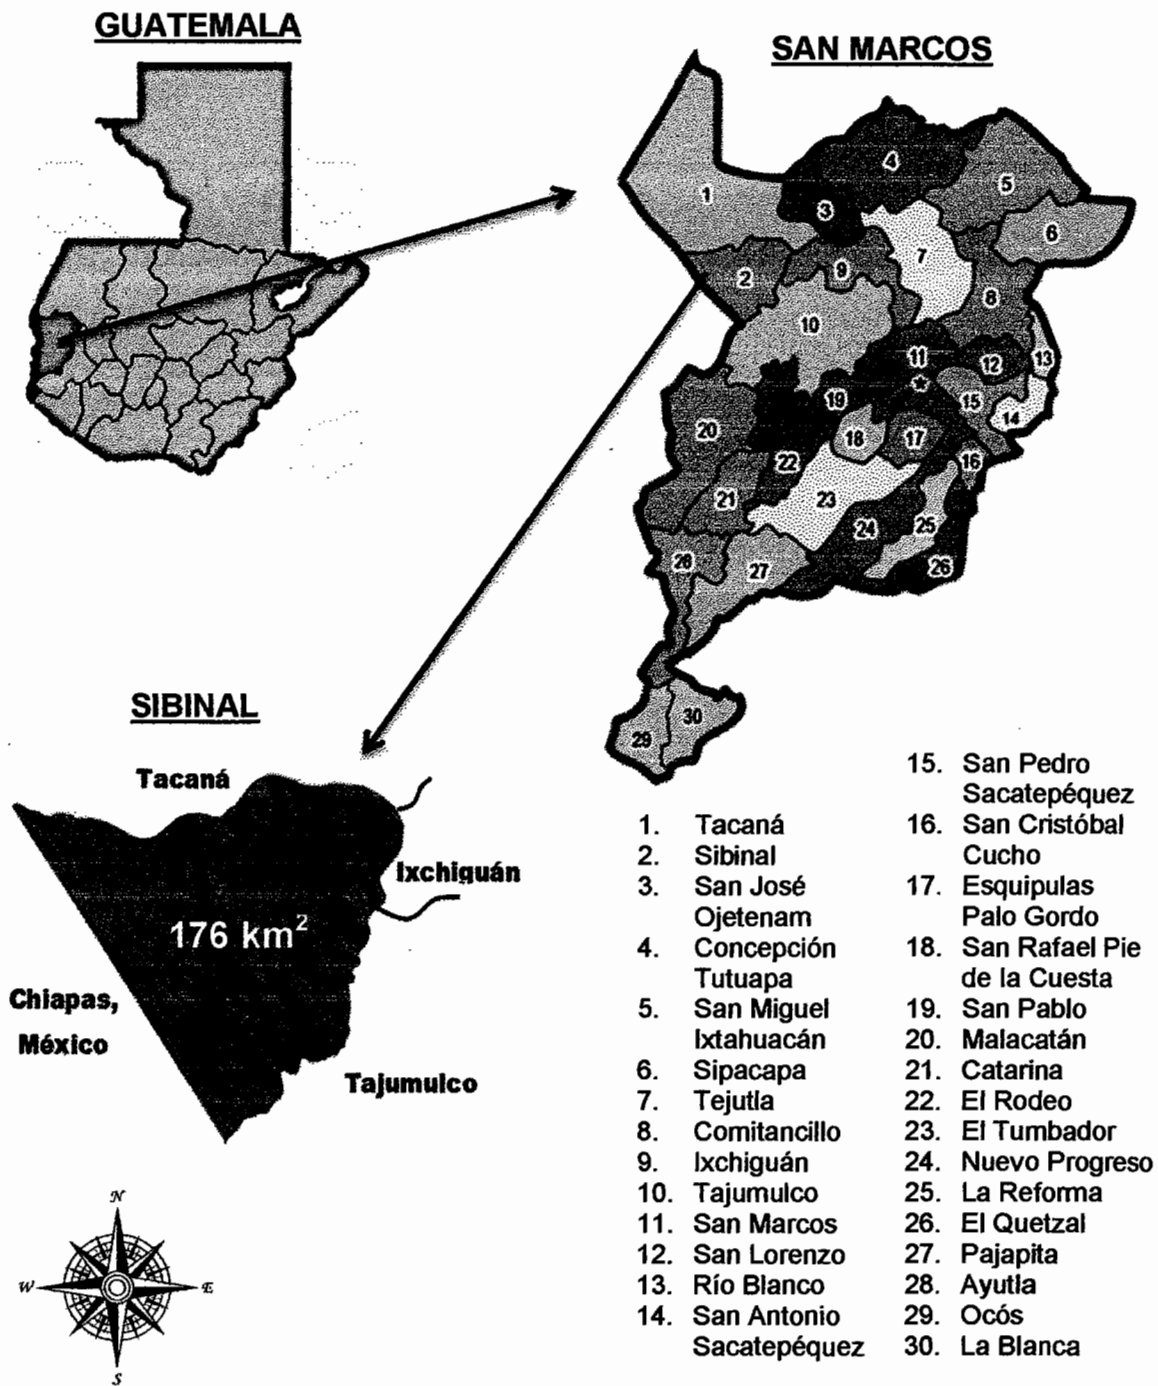 GUATEMALA
SAN MARCOS
1
2
3
4
5
6
7
8
9
10
11
12
13
14
15
16
17
18
19
20
21
22
23
24
25
26
27
28
29
30
SIBINAL
Tacaná
Ixchiguán
176 km²
Chiapas,
México
Tajumulco
N
W
E
S
1. Tacaná
2. Sibinal
3. San José
Ojetenam
4. Concepción
Tutuapa
5. San Miguel
Ixtahuacán
6. Sipacapa
7. Tejutla
8. Comitancillo
9. Ixchiguán
10. Tajumulco
11. San Marcos
12. San Lorenzo
13. Río Blanco
14. San Antonio
Sacatepéquez
15. San Pedro
Sacatepéquez
16. San Cristóbal
Cucho
17. Esquipulas
Palo Gordo
18. San Rafael Pie
de la Cuesta
19. San Pablo
20. Malacatán
21. Catarina
22. El Rodeo
23. El Tumbador
24. Nuevo Progreso
25. La Reforma
26. El Quetzal
27. Pajapita
28. Ayutla
29. Ocós
30. La Blanca